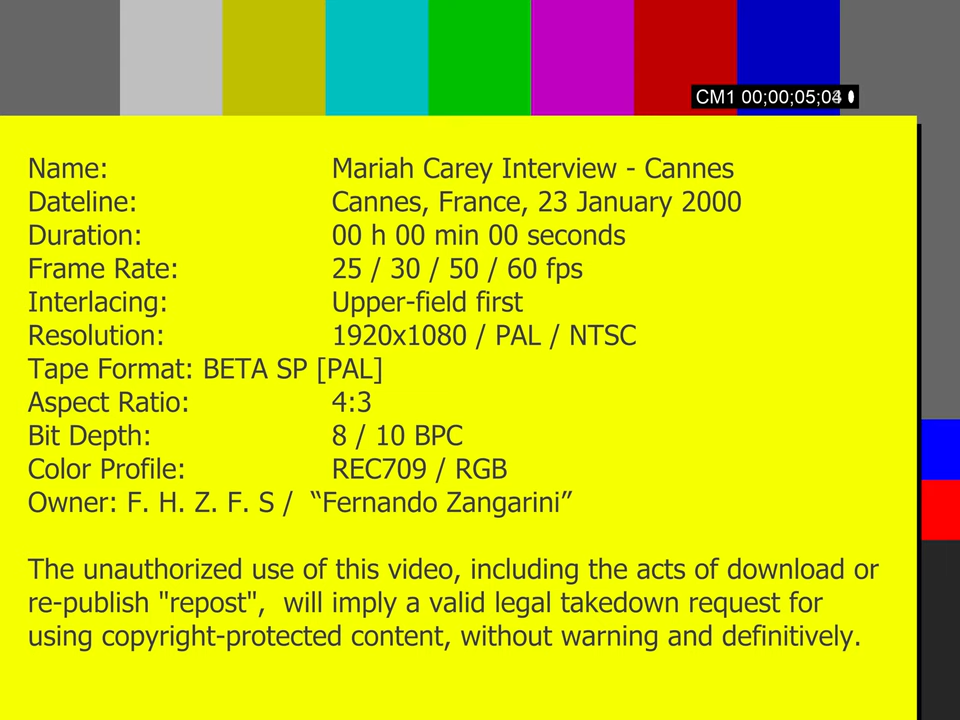 CM1 00;00;05;04
Name: Mariah Carey Interview - Cannes
Dateline: Cannes, France, 23 January 2000
Duration: 00 h 00 min 00 seconds
Frame Rate: 25 / 30 / 50 / 60 fps
Interlacing: Upper-field first
Resolution: 1920x1080 / PAL / NTSC
Tape Format: BETA SP [PAL]
Aspect Ratio: 4:3
Bit Depth: 8 / 10 BPC
Color Profile: REC709 / RGB
Owner: F. H. Z. F. S / “Fernando Zangarini”
The unauthorized use of this video, including the acts of download or
re-publish "repost", will imply a valid legal takedown request for
using copyright-protected content, without warning and definitively.